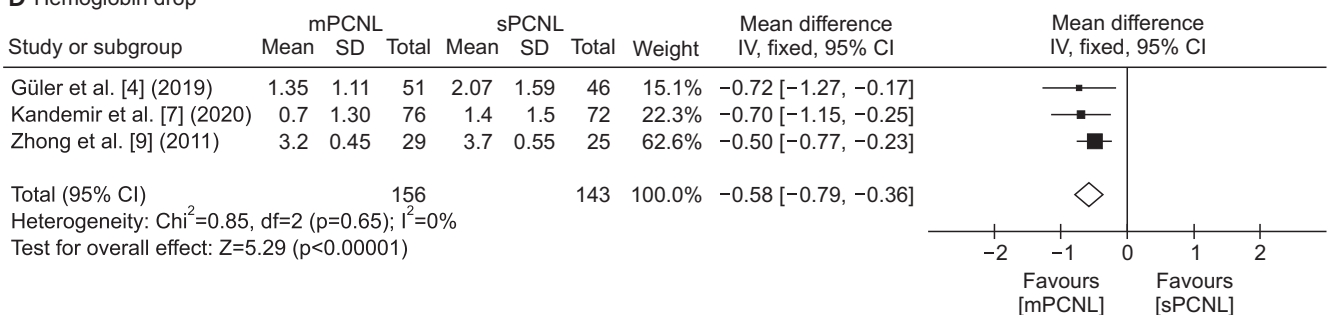 D Hemoglobin drop
mPCNL sPCNL Mean difference Mean difference
Study or subgroup Mean SD Total Mean SD Total Weight IV, fixed, 95% CI IV, fixed, 95% CI
Güler et al. [4] (2019) 1.35 1.11 51 2.07 1.59 46 15.1% −0.72 [−1.27, −0.17]
Kandemir et al. [7] (2020) 0.7 1.30 76 1.4 1.5 72 22.3% −0.70 [−1.15, −0.25]
Zhong et al. [9] (2011) 3.2 0.45 29 3.7 0.55 25 62.6% −0.50 [−0.77, −0.23]
Total (95% CI) 156 143 100.0% −0.58 [−0.79, −0.36]
Heterogeneity: Chi²=0.85, df=2 (p=0.65); I²=0%
Test for overall effect: Z=5.29 (p<0.00001)
−2 −1 0 1 2
Favours Favours
[mPCNL] [sPCNL]